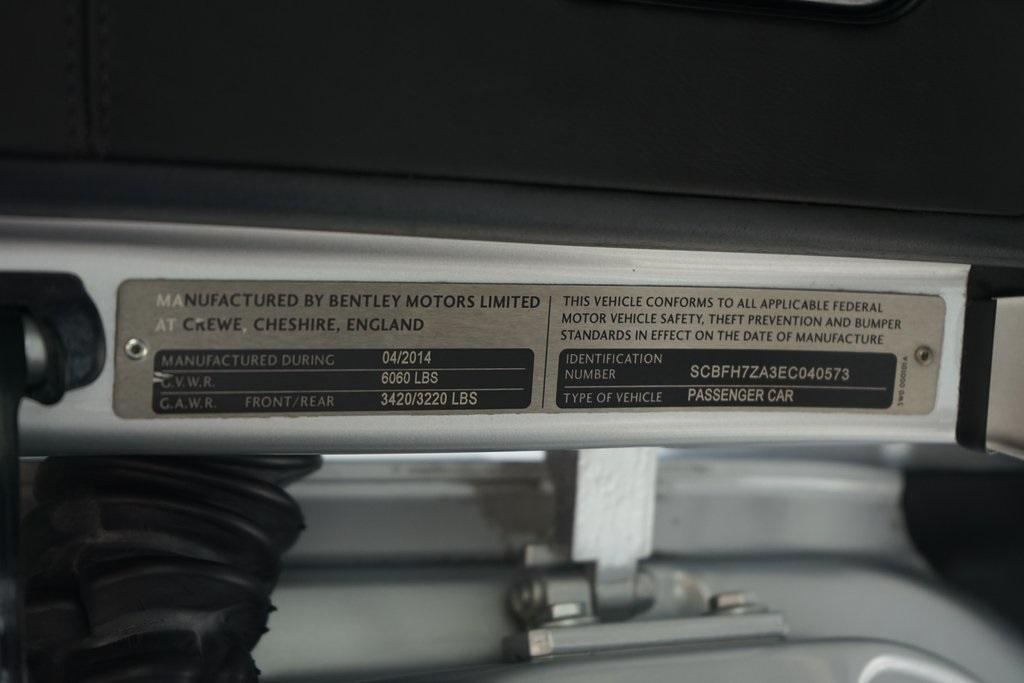 MANUFACTURED BY BENTLEY MOTORS LIMITED
AT CREWE, CHESHIRE, ENGLAND
MANUFACTURED DURING 04/2014
G.V.W.R. 6060 LBS
G.A.W.R. FRONT/REAR 3420/3220 LBS
THIS VEHICLE CONFORMS TO ALL APPLICABLE FEDERAL
MOTOR VEHICLE SAFETY, THEFT PREVENTION AND BUMPER
STANDARDS IN EFFECT ON THE DATE OF MANUFACTURE
IDENTIFICATION
NUMBER SCBFH7ZA3EC040573
TYPE OF VEHICLE PASSENGER CAR